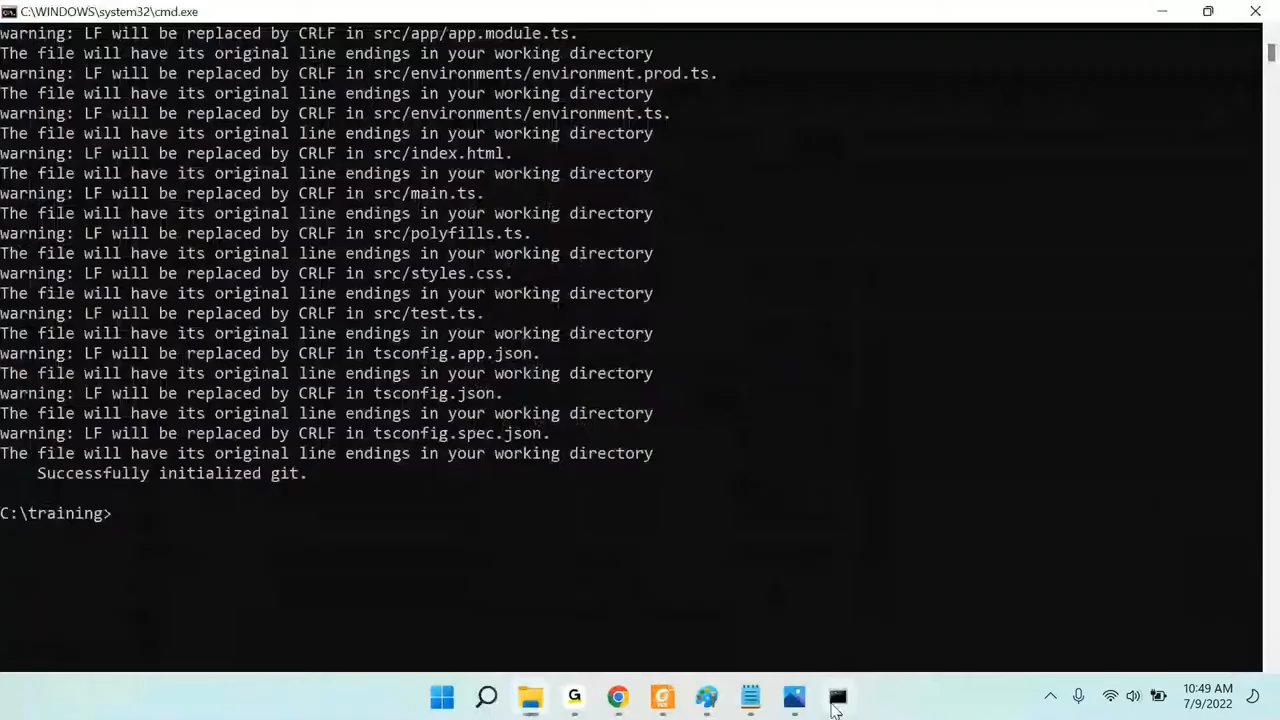 C:\WINDOWS\system32\cmd.exe
warning: LF will be replaced by CRLF in src/app/app.module.ts.
The file will have its original line endings in your working directory
warning: LF will be replaced by CRLF in src/environments/environment.prod.ts.
The file will have its original line endings in your working directory
warning: LF will be replaced by CRLF in src/environments/environment.ts.
The file will have its original line endings in your working directory
warning: LF will be replaced by CRLF in src/index.html.
The file will have its original line endings in your working directory
warning: LF will be replaced by CRLF in src/main.ts.
The file will have its original line endings in your working directory
warning: LF will be replaced by CRLF in src/polyfills.ts.
The file will have its original line endings in your working directory
warning: LF will be replaced by CRLF in src/styles.css.
The file will have its original line endings in your working directory
warning: LF will be replaced by CRLF in src/test.ts.
The file will have its original line endings in your working directory
warning: LF will be replaced by CRLF in tsconfig.app.json.
The file will have its original line endings in your working directory
warning: LF will be replaced by CRLF in tsconfig.json.
The file will have its original line endings in your working directory
warning: LF will be replaced by CRLF in tsconfig.spec.json.
The file will have its original line endings in your working directory
Successfully initialized git.
C:\training>
10:49 AM
7/9/2022